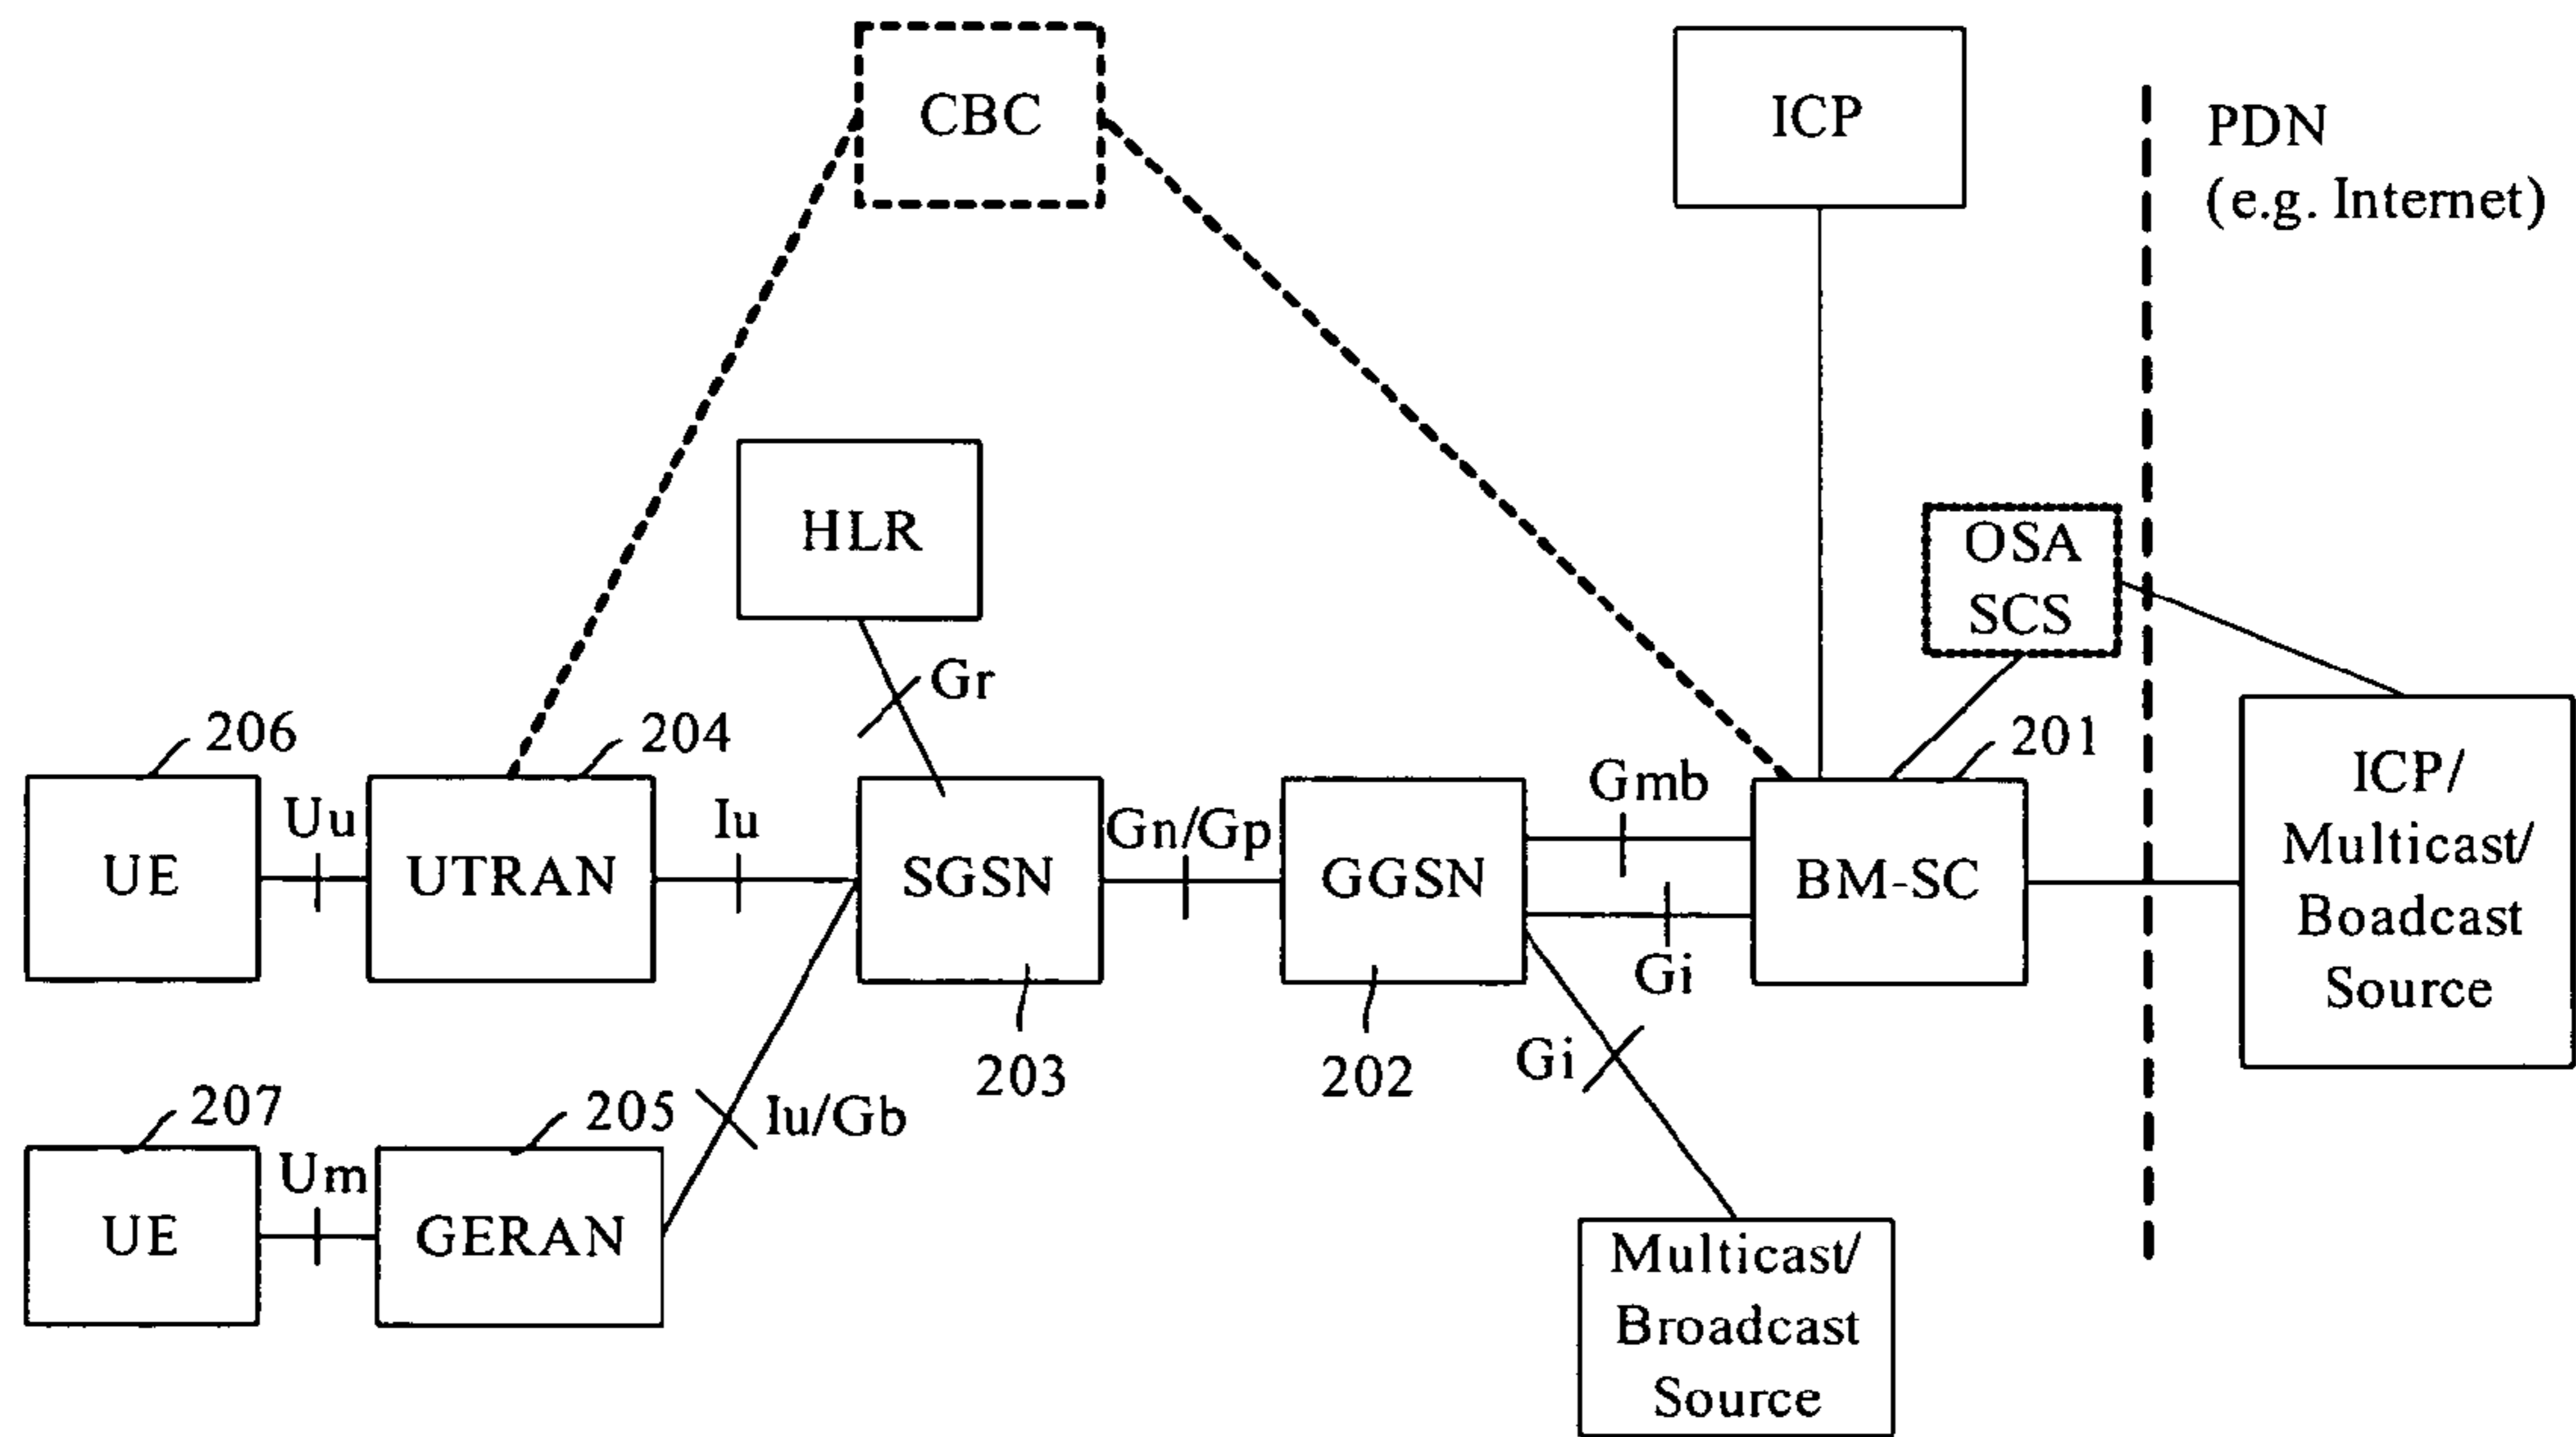 CBC
ICP
PDN
(e.g. Internet)
HLR
OSA
SCS
Gr
206
204
201
UE
Uu
UTRAN
Iu
SGSN
Gn/Gp
GGSN
Gmb
Gi
BM-SC
ICP/
Multicast/
Boadcast
Source
203
202
Gi
207
205
Iu/Gb
UE
Um
GERAN
Multicast/
Broadcast
Source